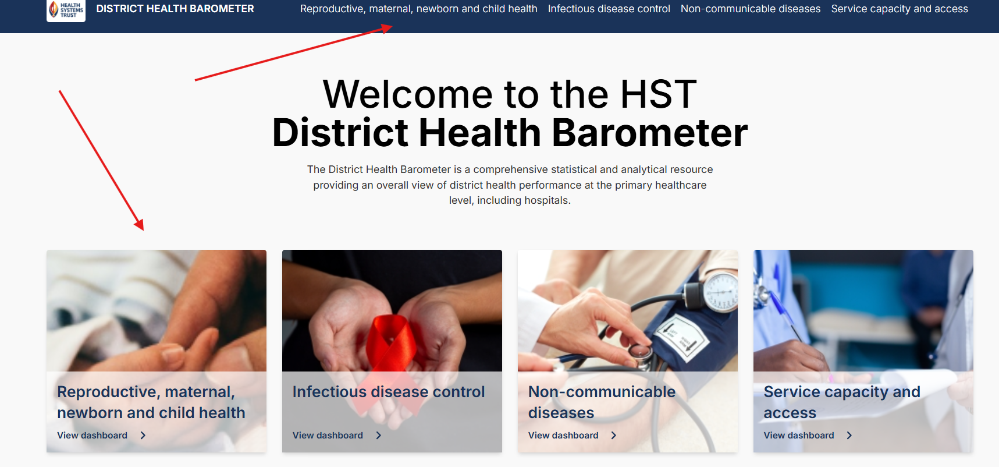 HEALTH
SYSTEMS
TRUST
DISTRICT HEALTH BAROMETER
Reproductive, maternal, newborn and child health
Infectious disease control
Non-communicable diseases
Service capacity and access
Welcome to the HST
District Health Barometer
The District Health Barometer is a comprehensive statistical and analytical resource
providing an overall view of district health performance at the primary healthcare
level, including hospitals.
Reproductive, maternal,
newborn and child health
View dashboard
Infectious disease control
View dashboard
Non-communicable
diseases
View dashboard
Service capacity and
access
View dashboard